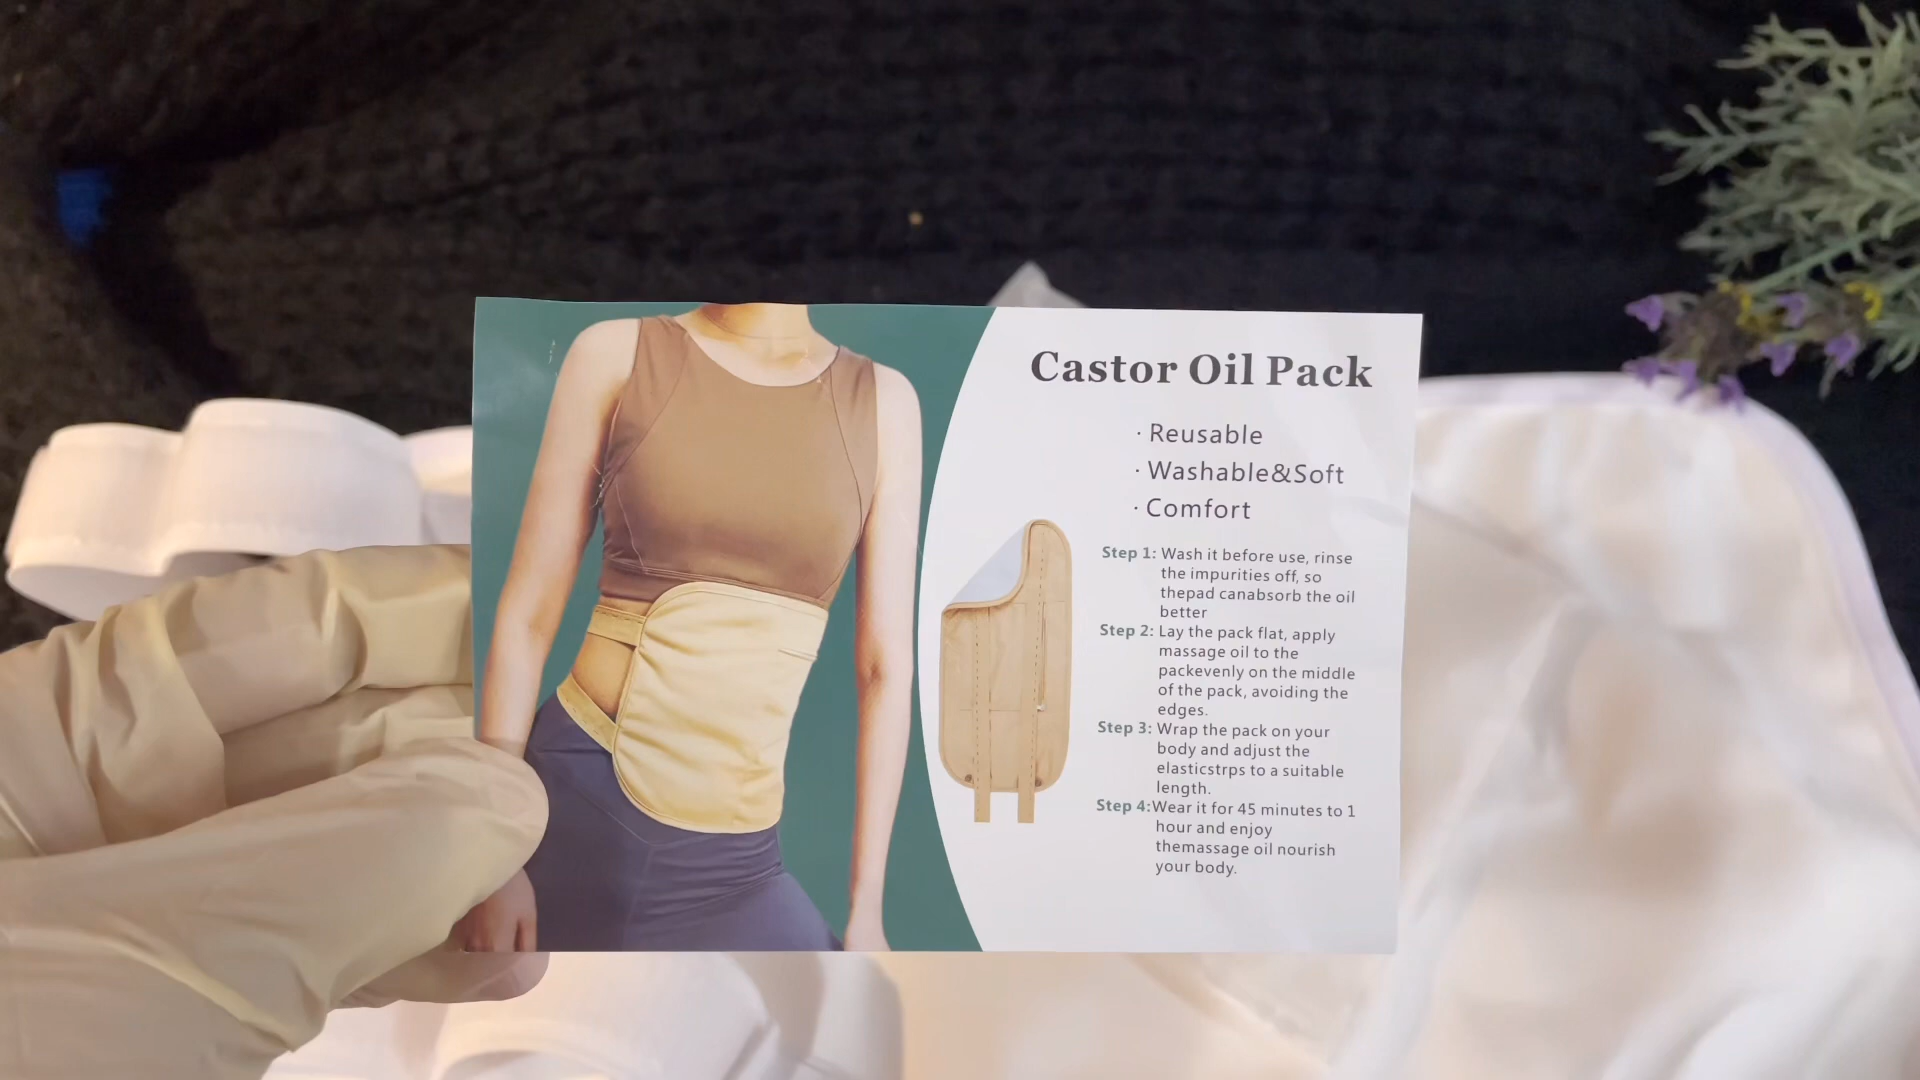 Castor Oil Pack
· Reusable
· Washable&Soft
· Comfort
Step 1: Wash it before use, rinse
the impurities off, so
thepad canabsorb the oil
better
Step 2: Lay the pack flat, apply
massage oil to the
packevenly on the middle
of the pack, avoiding the
edges.
Step 3: Wrap the pack on your
body and adjust the
elasticstrps to a suitable
length.
Step 4:Wear it for 45 minutes to 1
hour and enjoy
themassage oil nourish
your body.